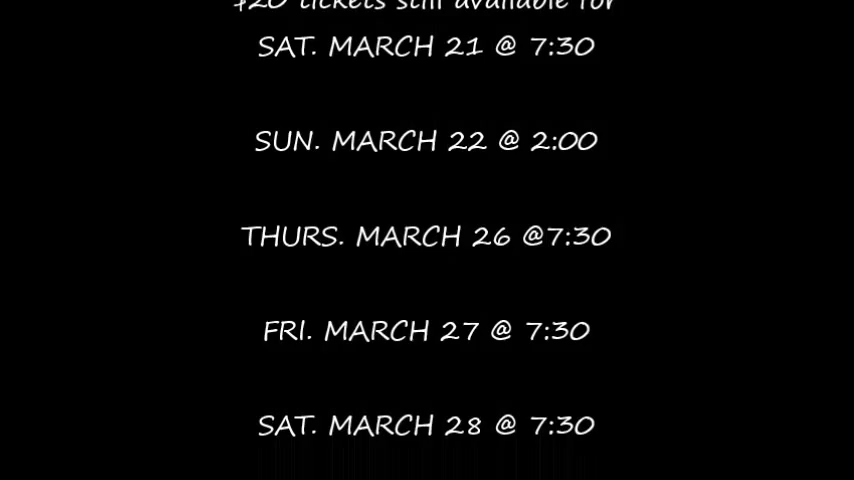 $20 tickets still available for
SAT. MARCH 21 @ 7:30
SUN. MARCH 22 @ 2:00
THURS. MARCH 26 @7:30
FRI. MARCH 27 @ 7:30
SAT. MARCH 28 @ 7:30